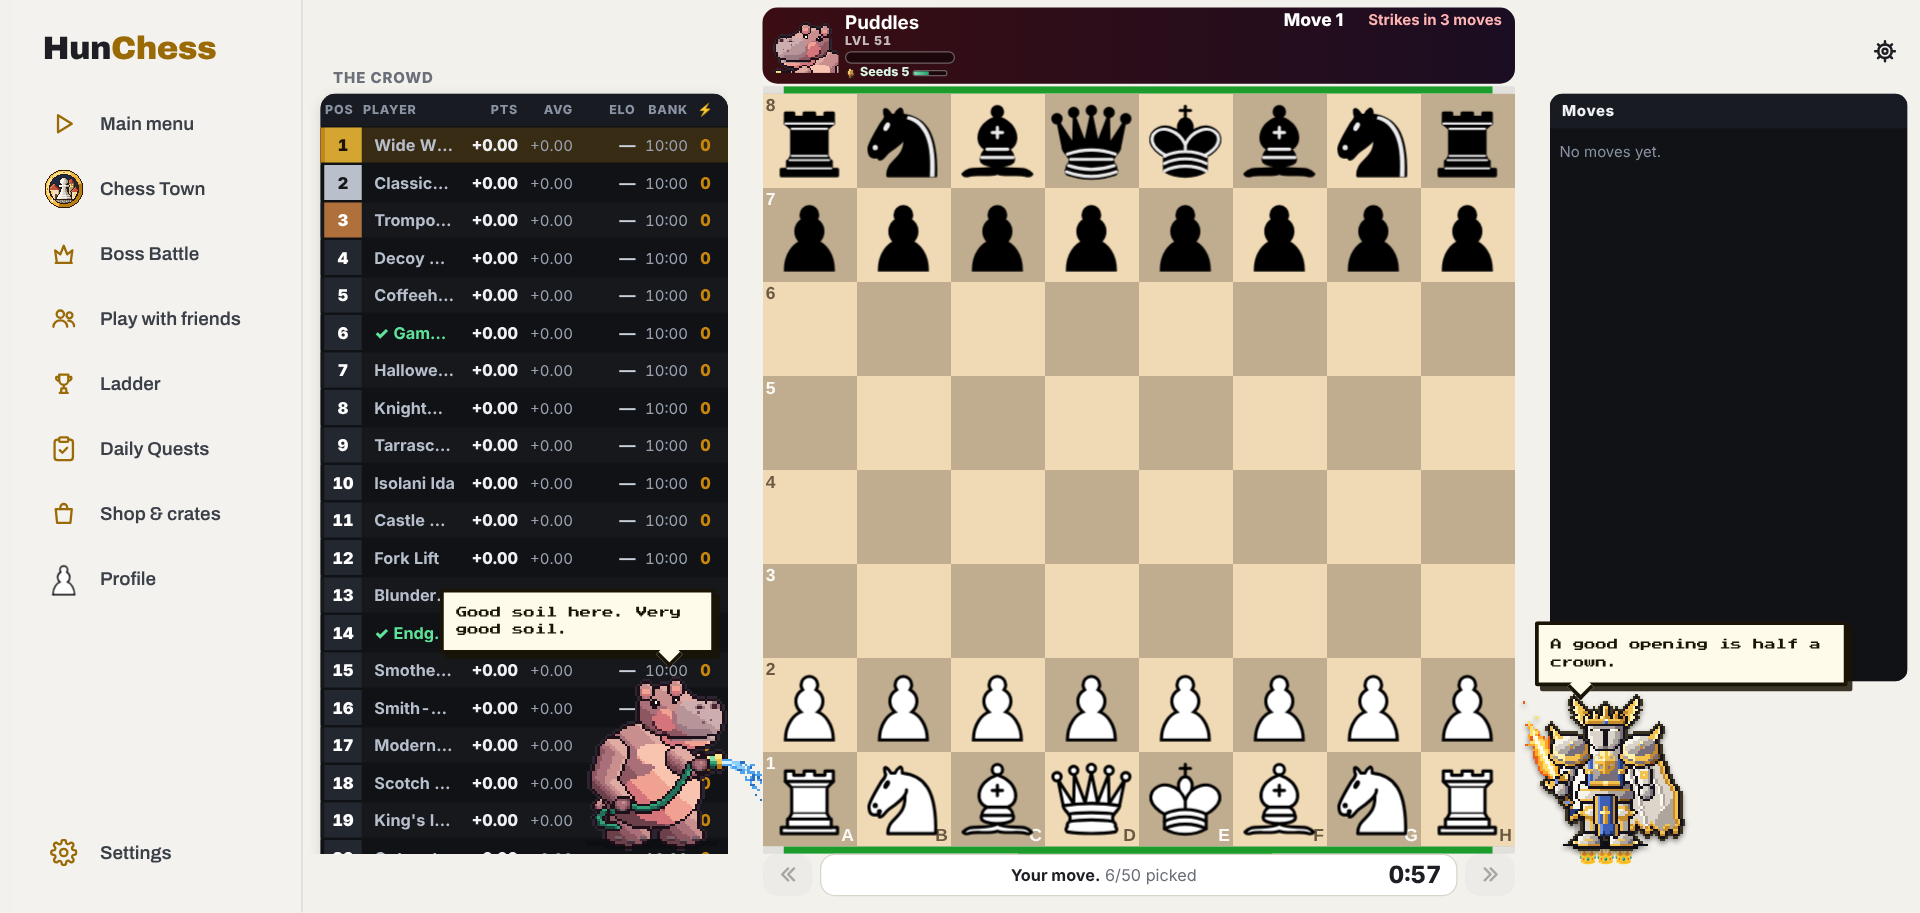 HunChess
Main menu
Chess Town
Boss Battle
Play with friends
Ladder
Daily Quests
Shop & crates
Profile
Settings
THE CROWD
POS PLAYER PTS AVG ELO BANK
1 Wide W... +0.00 +0.00 — 10:00 0
2 Classic... +0.00 +0.00 — 10:00 0
3 Trompo... +0.00 +0.00 — 10:00 0
4 Decoy ... +0.00 +0.00 — 10:00 0
5 Coffeeh... +0.00 +0.00 — 10:00 0
6 ✓ Gam... +0.00 +0.00 — 10:00 0
7 Hallowe... +0.00 +0.00 — 10:00 0
8 Knight... +0.00 +0.00 — 10:00 0
9 Tarrasc... +0.00 +0.00 — 10:00 0
10 Isolani Ida +0.00 +0.00 — 10:00 0
11 Castle ... +0.00 +0.00 — 10:00 0
12 Fork Lift +0.00 +0.00 — 10:00 0
13 Blunder.
14 ✓ Endg.
Good soil here. Very
good soil.
15 Smothe... +0.00 +0.00 — 10:00 0
16 Smith-... +0.00 +0.00 —
17 Modern... +0.00 +0.00
18 Scotch ... +0.00 +0.00
19 King's I... +0.00 +0.00 0
Puddles
LVL 51
Seeds 5
Move 1 Strikes in 3 moves
8
7
6
5
4
3
2
1
A B C D E F G H
Your move. 6/50 picked 0:57
Moves
No moves yet.
A good opening is half a
crown.